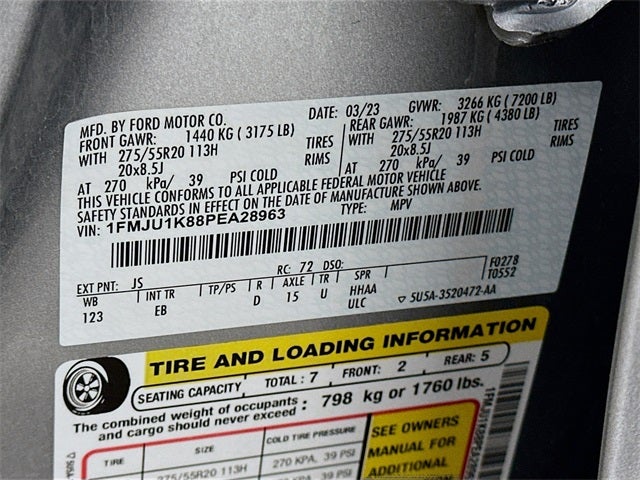 MFD. BY FORD MOTOR CO.
DATE: 03/23 GVWR: 3266 KG ( 7200 LB)
FRONT GAWR: 1440 KG ( 3175 LB) REAR GAWR: 1987 KG ( 4380 LB)
WITH 275/55R20 113H TIRES WITH 275/55R20 113H TIRES
20x8.5J RIMS 20x8.5J RIMS
AT 270 kPa/ 39 PSI COLD AT 270 kPa/ 39 PSI COLD
THIS VEHICLE CONFORMS TO ALL APPLICABLE FEDERAL MOTOR VEHICLE
SAFETY STANDARDS IN EFFECT ON THE DATE OF MANUFACTURE SHOWN ABOVE.
VIN: 1FMJU1K88PEA28963 TYPE: MPV
F0278
T0552
EXT PNT: JS RC: 72 DSO:
WB INT TR TP/PS R AXLE TR SPR
123 EB D 15 U HHAA
ULC ▽ 5U5A-3520472-AA
TIRE AND LOADING INFORMATION
SEATING CAPACITY TOTAL : 7 FRONT: 2 REAR: 5
The combined weight of occupants
and cargo should never exceed : 798 kg or 1760 lbs.
TIRE SIZE COLD TIRE PRESSURE
275/55R20 113H 270 KPA, 39 PSI
SEE OWNERS
MANUAL FOR
ADDITIONAL